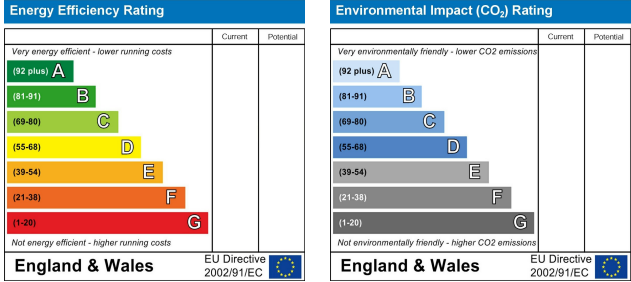 Energy Efficiency Rating
Current Potential
Very energy efficient - lower running costs
(92 plus) A
(81-91) B
(69-80) C
(55-68) D
(39-54) E
(21-38) F
(1-20) G
Not energy efficient - higher running costs
England & Wales
EU Directive
2002/91/EC
Environmental Impact (CO₂) Rating
Current Potential
Very environmentally friendly - lower CO2 emissions
(92 plus) A
(81-91) B
(69-80) C
(55-68) D
(39-54) E
(21-38) F
(1-20) G
Not environmentally friendly - higher CO2 emissions
England & Wales
EU Directive
2002/91/EC